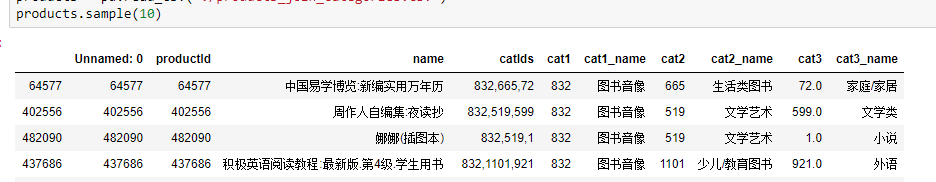 products.sample(10)
Unnamed: 0 productId name catIds cat1 cat1_name cat2 cat2_name cat3 cat3_name
64577 64577 64577 中国易学博览:新编实用万年历 832,665,72 832 图书音像 665 生活类图书 72.0 家庭/家居
402556 402556 402556 周作人自编集:夜读抄 832,519,599 832 图书音像 519 文学艺术 599.0 文学类
482090 482090 482090 娜娜(插图本) 832,519,1 832 图书音像 519 文学艺术 1.0 小说
437686 437686 437686 积极英语阅读教程:最新版.第4级.学生用书 832,1101,921 832 图书音像 1101 少儿/教育图书 921.0 外语